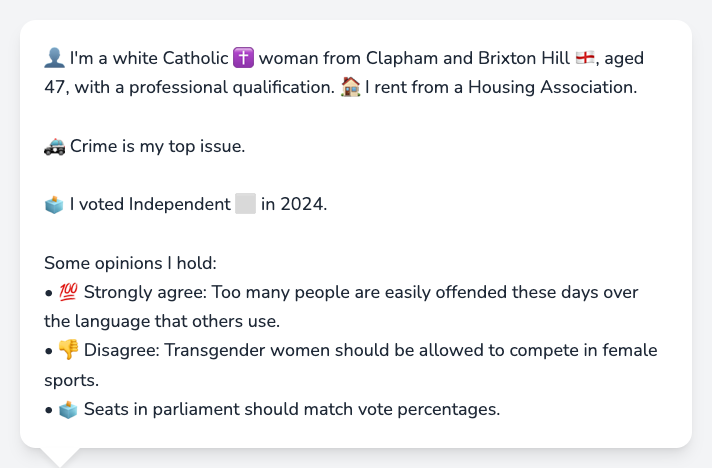 👤 I'm a white Catholic ✝️ woman from Clapham and Brixton Hill 🏴󠁧󠁢󠁥󠁮󠁧󠁿, aged
47, with a professional qualification. 🏠 I rent from a Housing Association.
🚓 Crime is my top issue.
🗳️ I voted Independent ⬜ in 2024.
Some opinions I hold:
• 💯 Strongly agree: Too many people are easily offended these days over
the language that others use.
• 👎 Disagree: Transgender women should be allowed to compete in female
sports.
• 🗳️ Seats in parliament should match vote percentages.